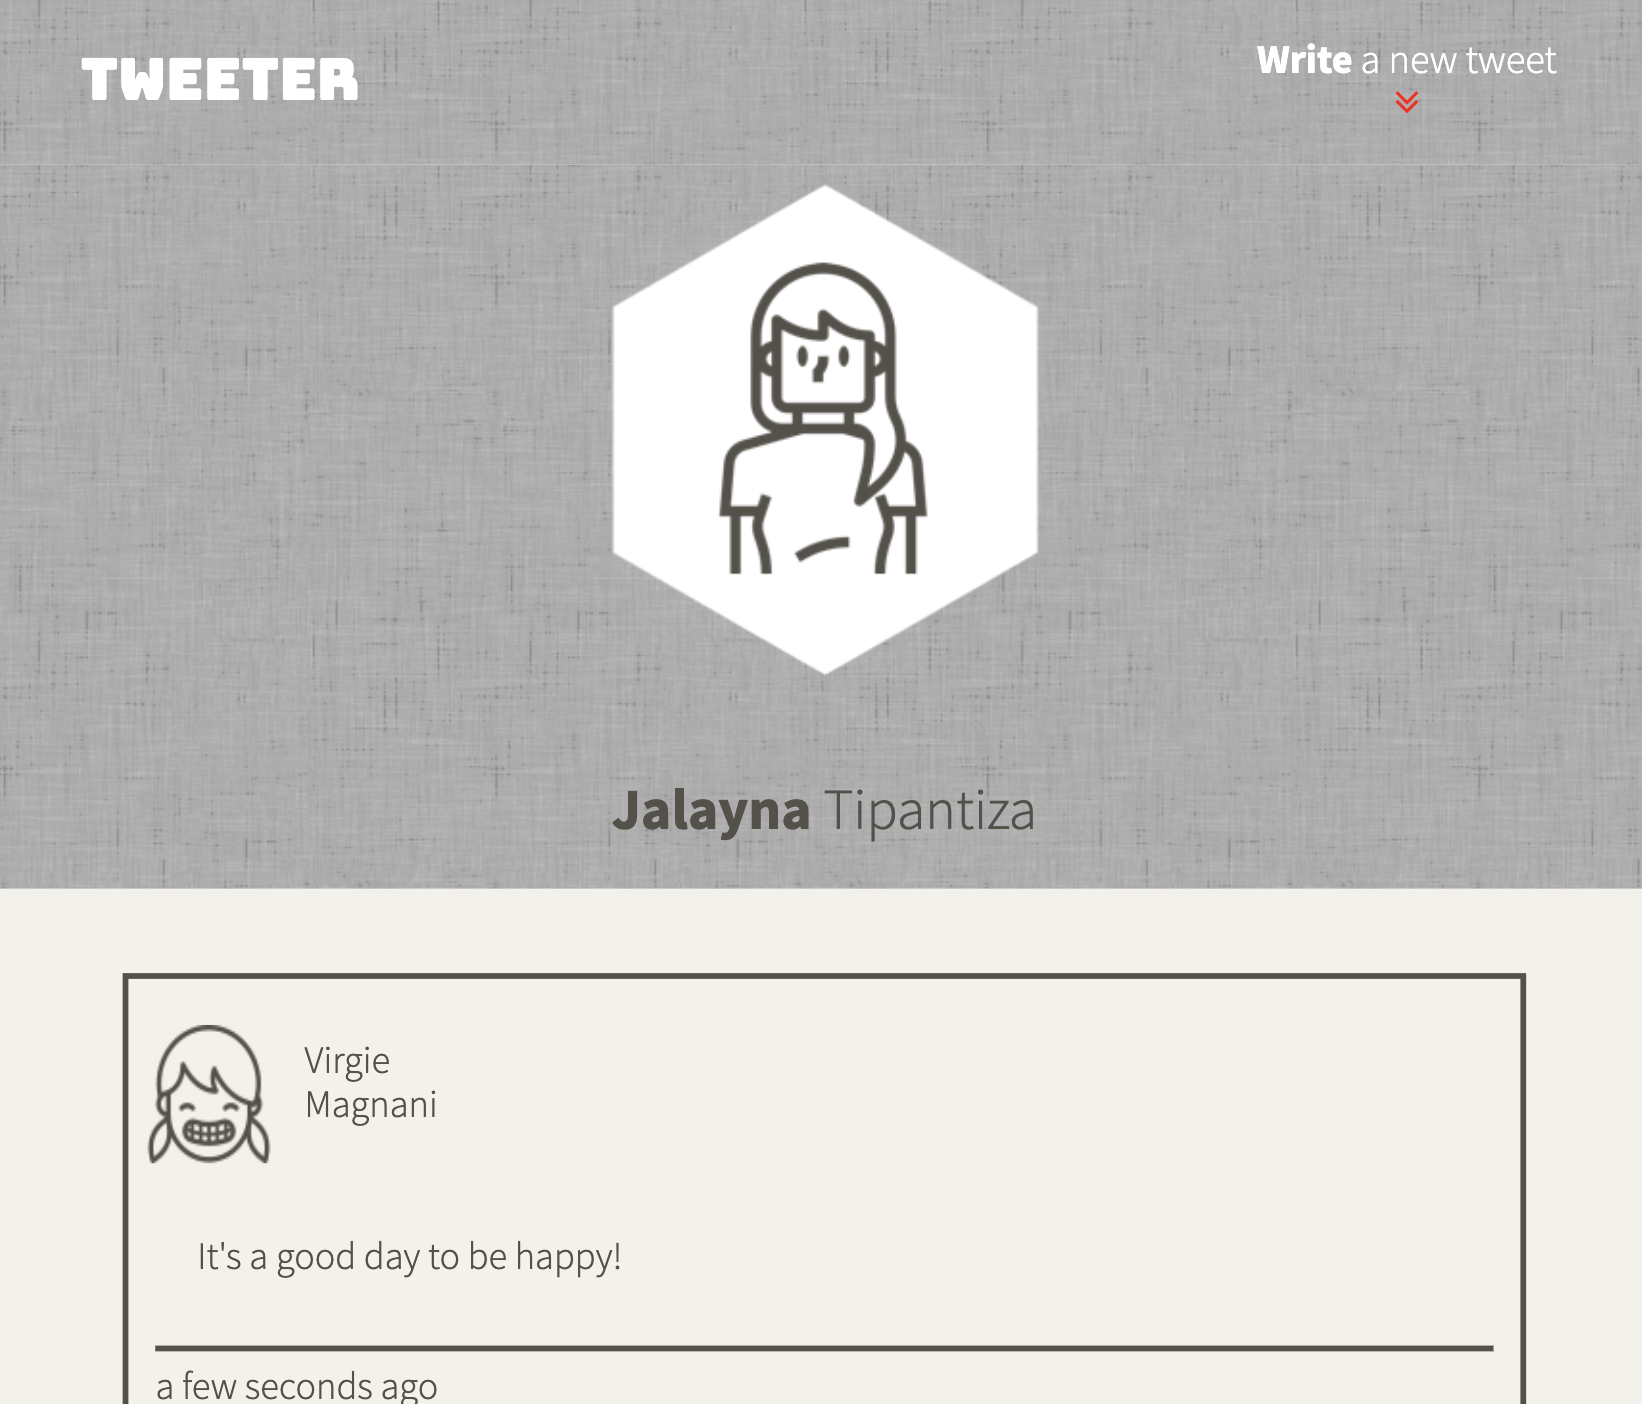 TWEETER
Write a new tweet
Jalayna Tipantiza
Virgie
Magnani
It's a good day to be happy!
a few seconds ago